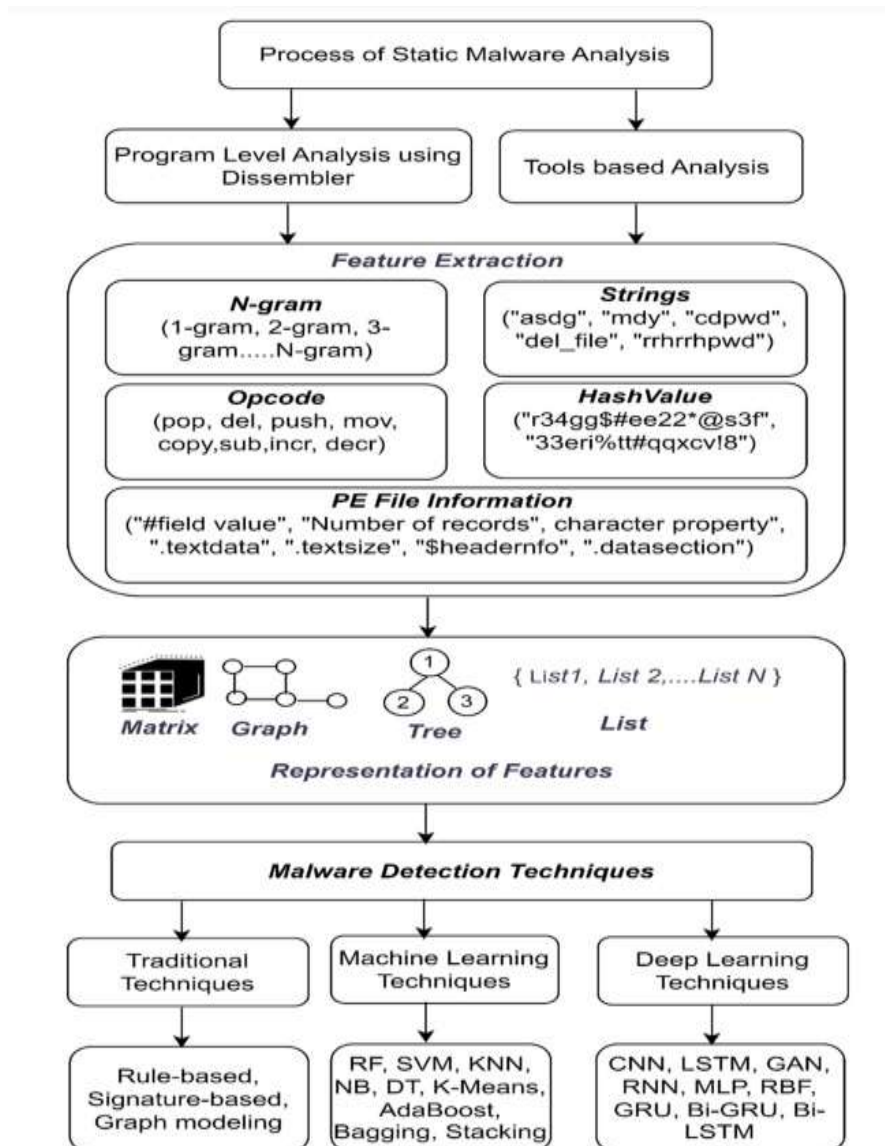 Process of Static Malware Analysis
Program Level Analysis using
Dissembler
Tools based Analysis
Feature Extraction
N-gram
(1-gram, 2-gram, 3-
gram.....N-gram)
Strings
("asdg", "mdy", "cdpwd",
"del_file", "rrhrrhpwd")
Opcode
(pop, del, push, mov,
copy,sub,incr, decr)
HashValue
("r34gg$#ee22*@s3f",
"33eri%tt#qqxcv!8")
PE File Information
("#field value", "Number of records", character property",
".textdata", ".textsize", "$headernfo", ".datasection")
1
2
3
{ List1, List 2,....List N }
Matrix
Graph
Tree
List
Representation of Features
Malware Detection Techniques
Traditional
Techniques
Machine Learning
Techniques
Deep Learning
Techniques
Rule-based,
Signature-based,
Graph modeling
RF, SVM, KNN,
NB, DT, K-Means,
AdaBoost,
Bagging, Stacking
CNN, LSTM, GAN,
RNN, MLP, RBF,
GRU, Bi-GRU, Bi-
LSTM